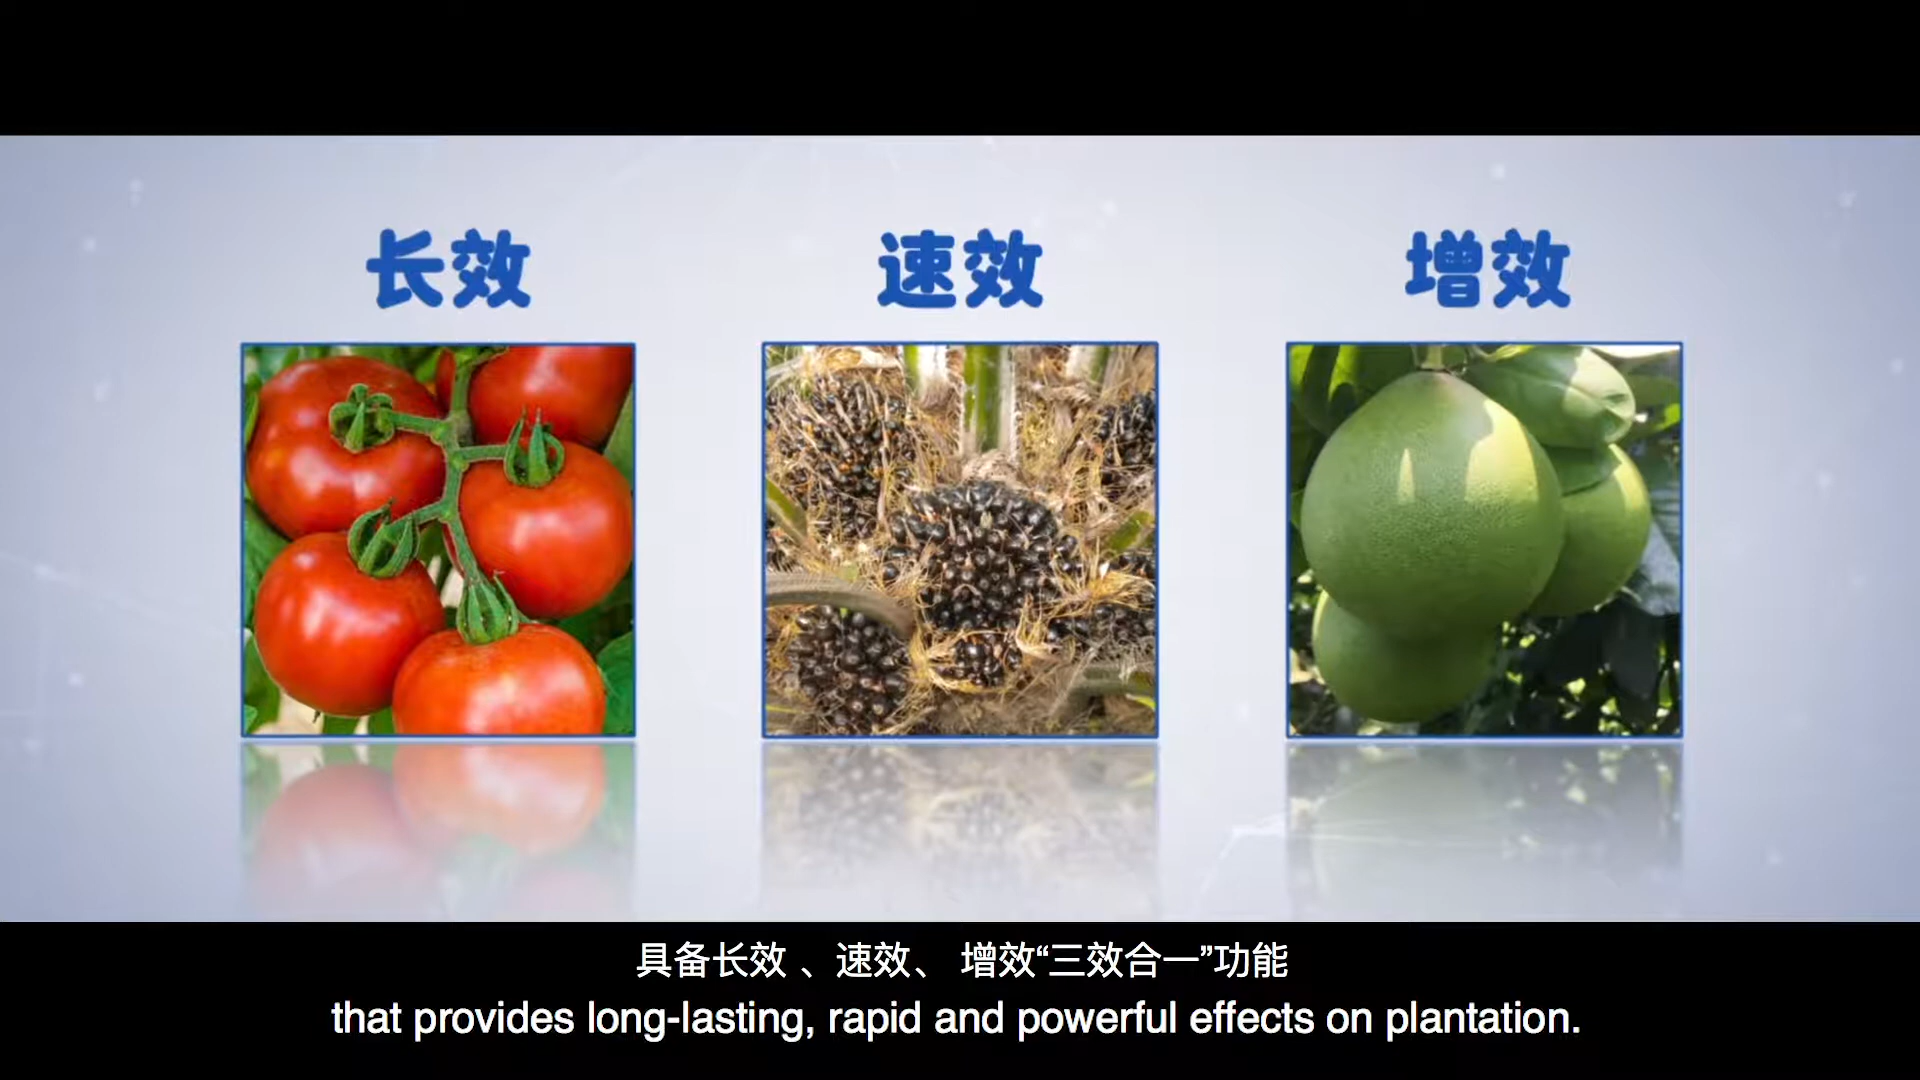 长效
速效
增效
具备长效 、速效、 增效“三效合一”功能
that provides long-lasting, rapid and powerful effects on plantation.